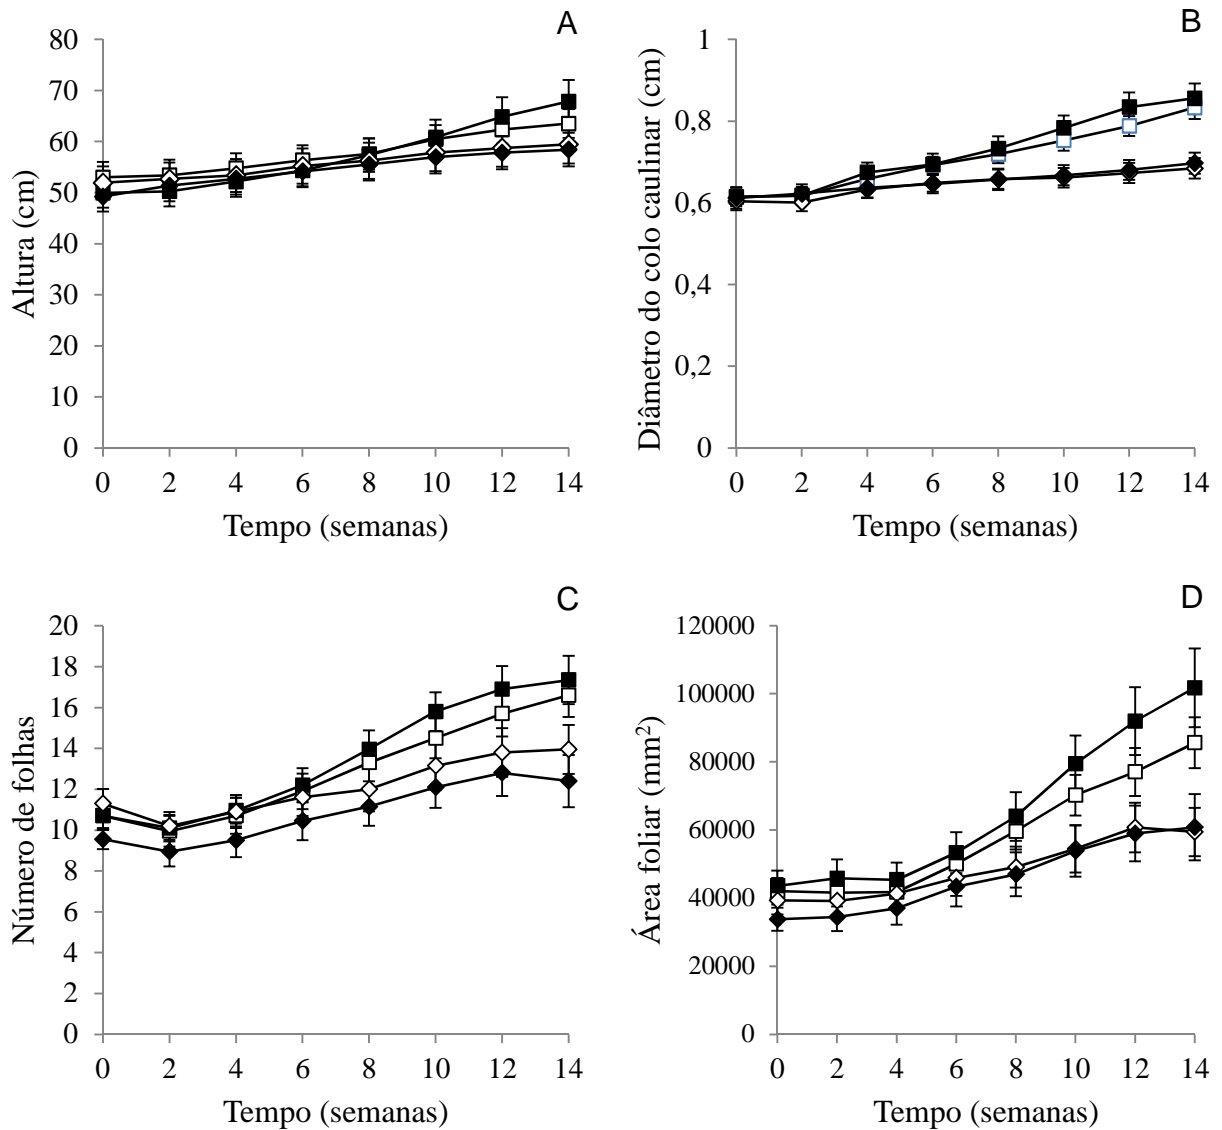 A
Altura (cm)
80
70
60
50
40
30
20
10
0
0 2 4 6 8 10 12 14
Tempo (semanas)
B
Diâmetro do colo caulinar (cm)
1
0,8
0,6
0,4
0,2
0
0 2 4 6 8 10 12 14
Tempo (semanas)
C
Número de folhas
20
18
16
14
12
10
8
6
4
2
0
0 2 4 6 8 10 12 14
Tempo (semanas)
D
Área foliar (mm²)
120000
100000
80000
60000
40000
20000
0
0 2 4 6 8 10 12 14
Tempo (semanas)